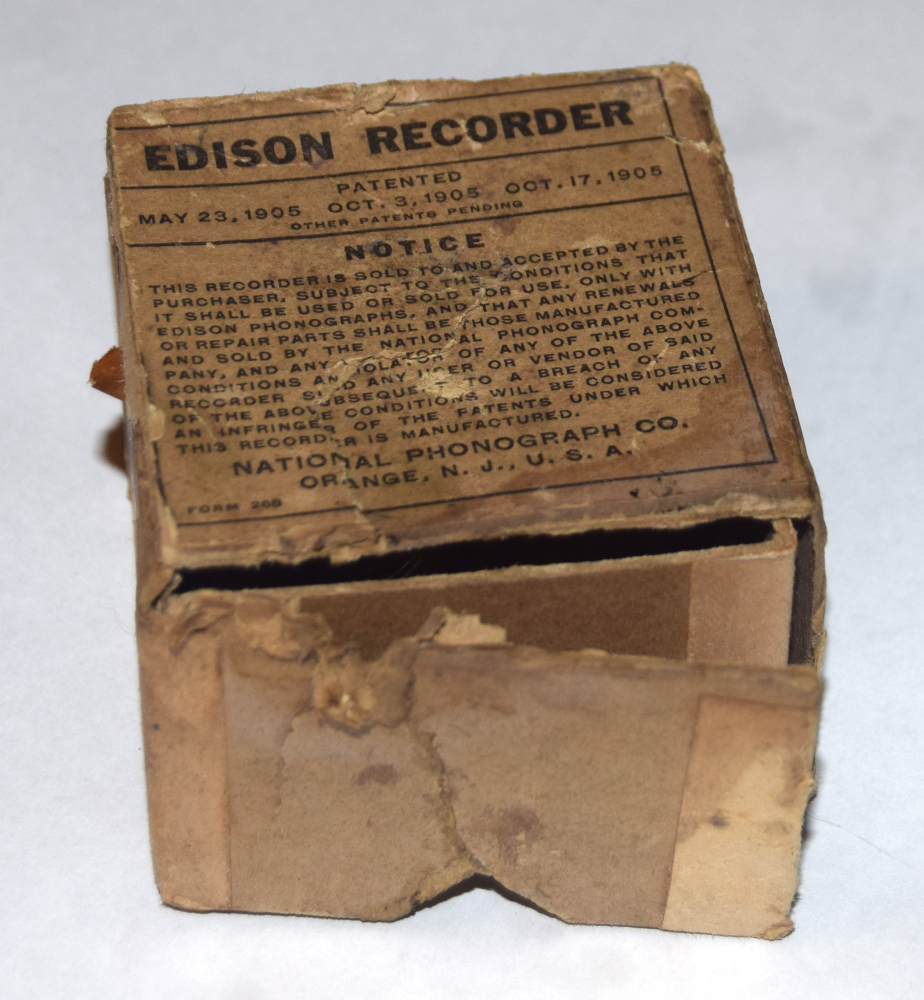 EDISON RECORDER
PATENTED
MAY 23, 1905 OCT. 3, 1905 OCT. 17, 1905
OTHER PATENTS PENDING
NOTICE
THIS RECORDER IS SOLD TO AND ACCEPTED BY THE
PURCHASER, SUBJECT TO THE CONDITIONS THAT
IT SHALL BE USED OR SOLD FOR USE, ONLY WITH
EDISON PHONOGRAPHS, AND THAT ANY RENEWALS
OR REPAIR PARTS SHALL BE THOSE MANUFACTURED
AND SOLD BY THE NATIONAL PHONOGRAPH COM-
PANY, AND ANY VIOLATOR OF ANY OF THE ABOVE
CONDITIONS AND ANY USER OR VENDOR OF SAID
RECORDER SUBSEQUENT TO A BREACH OF ANY
OF THE ABOVE CONDITIONS WILL BE CONSIDERED
AN INFRINGER OF THE PATENTS UNDER WHICH
THIS RECORDER IS MANUFACTURED.
NATIONAL PHONOGRAPH CO.
ORANGE, N. J., U. S. A.
FORM 268